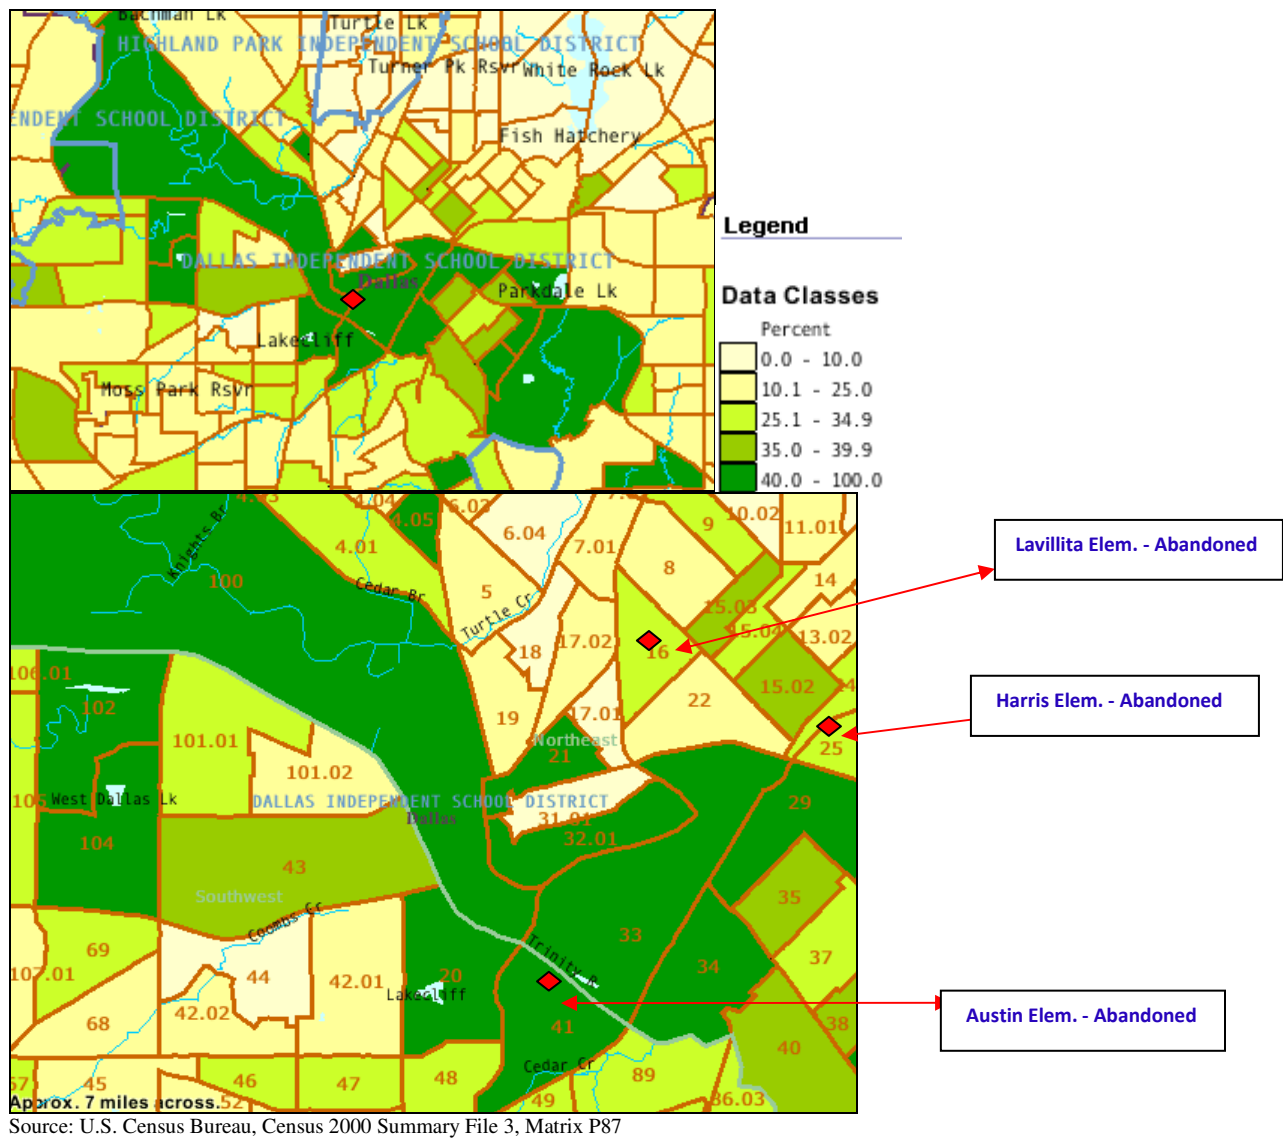 Bachman Lk
Turtle Lk
HIGHLAND PARK INDEPENDENT SCHOOL DISTRICT
Turner Pk Rsvr
White Rock Lk
ENDENT SCHOOL DISTRICT
Fish Hatchery
DALLAS INDEPENDENT SCHOOL DISTRICT
Dallas
Parkdale Lk
Lakecliff
Moss Park Rsvr
Legend
Data Classes
Percent
0.0 - 10.0
10.1 - 25.0
25.1 - 34.9
35.0 - 39.9
40.0 - 100.0
4.04
4.05
6.02
6.04
7.01
9
10.02
11.01
Knights Br
4.01
100
Cedar Br
5
Turtle Cr
8
14
15.03
15.04
13.02
18
17.02
16
106.01
102
15.02
22
19
17.01
101.01
Northeast
21
25
101.02
West Dallas Lk
DALLAS INDEPENDENT SCHOOL DISTRICT
Dallas
31.01
32.01
29
104
43
Southwest
35
Coombs Cr
33
69
Trinity R
34
37
107.01
44
42.01
20
Lakecliff
68
42.02
41
38
40
Cedar Cr
45
46
47
48
89
52
49
86.03
Approx. 7 miles across.
Lavillita Elem. - Abandoned
Harris Elem. - Abandoned
Austin Elem. - Abandoned
Source: U.S. Census Bureau, Census 2000 Summary File 3, Matrix P87